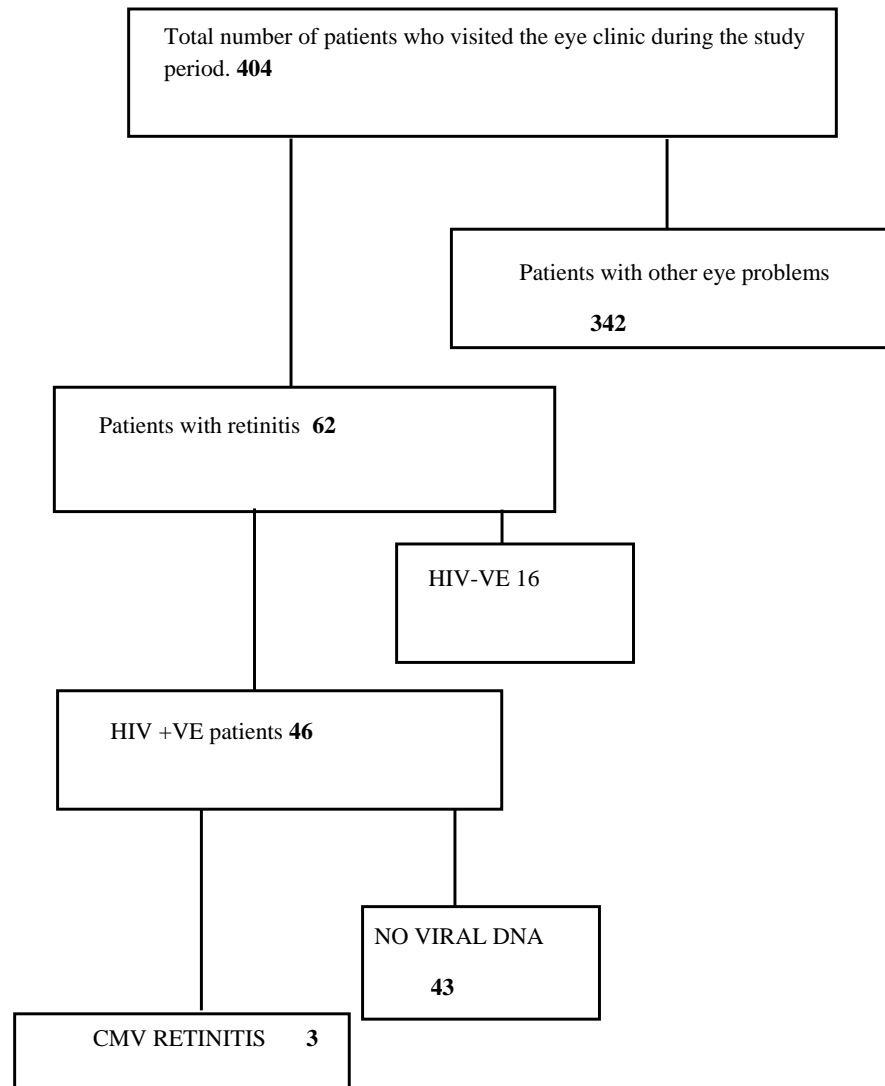 Total number of patients who visited the eye clinic during the study
period. 404
Patients with other eye problems
342
Patients with retinitis 62
HIV-VE 16
HIV +VE patients 46
NO VIRAL DNA
43
CMV RETINITIS 3